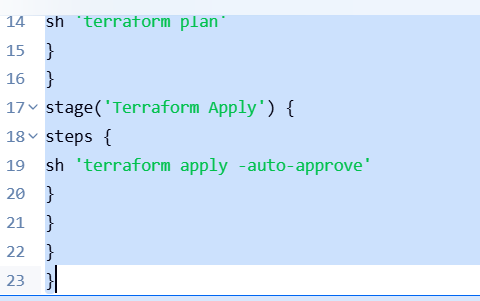 14 sh 'terraform plan'
15 }
16 }
17 stage('Terraform Apply') {
18 steps {
19 sh 'terraform apply -auto-approve'
20 }
21 }
22 }
23 }